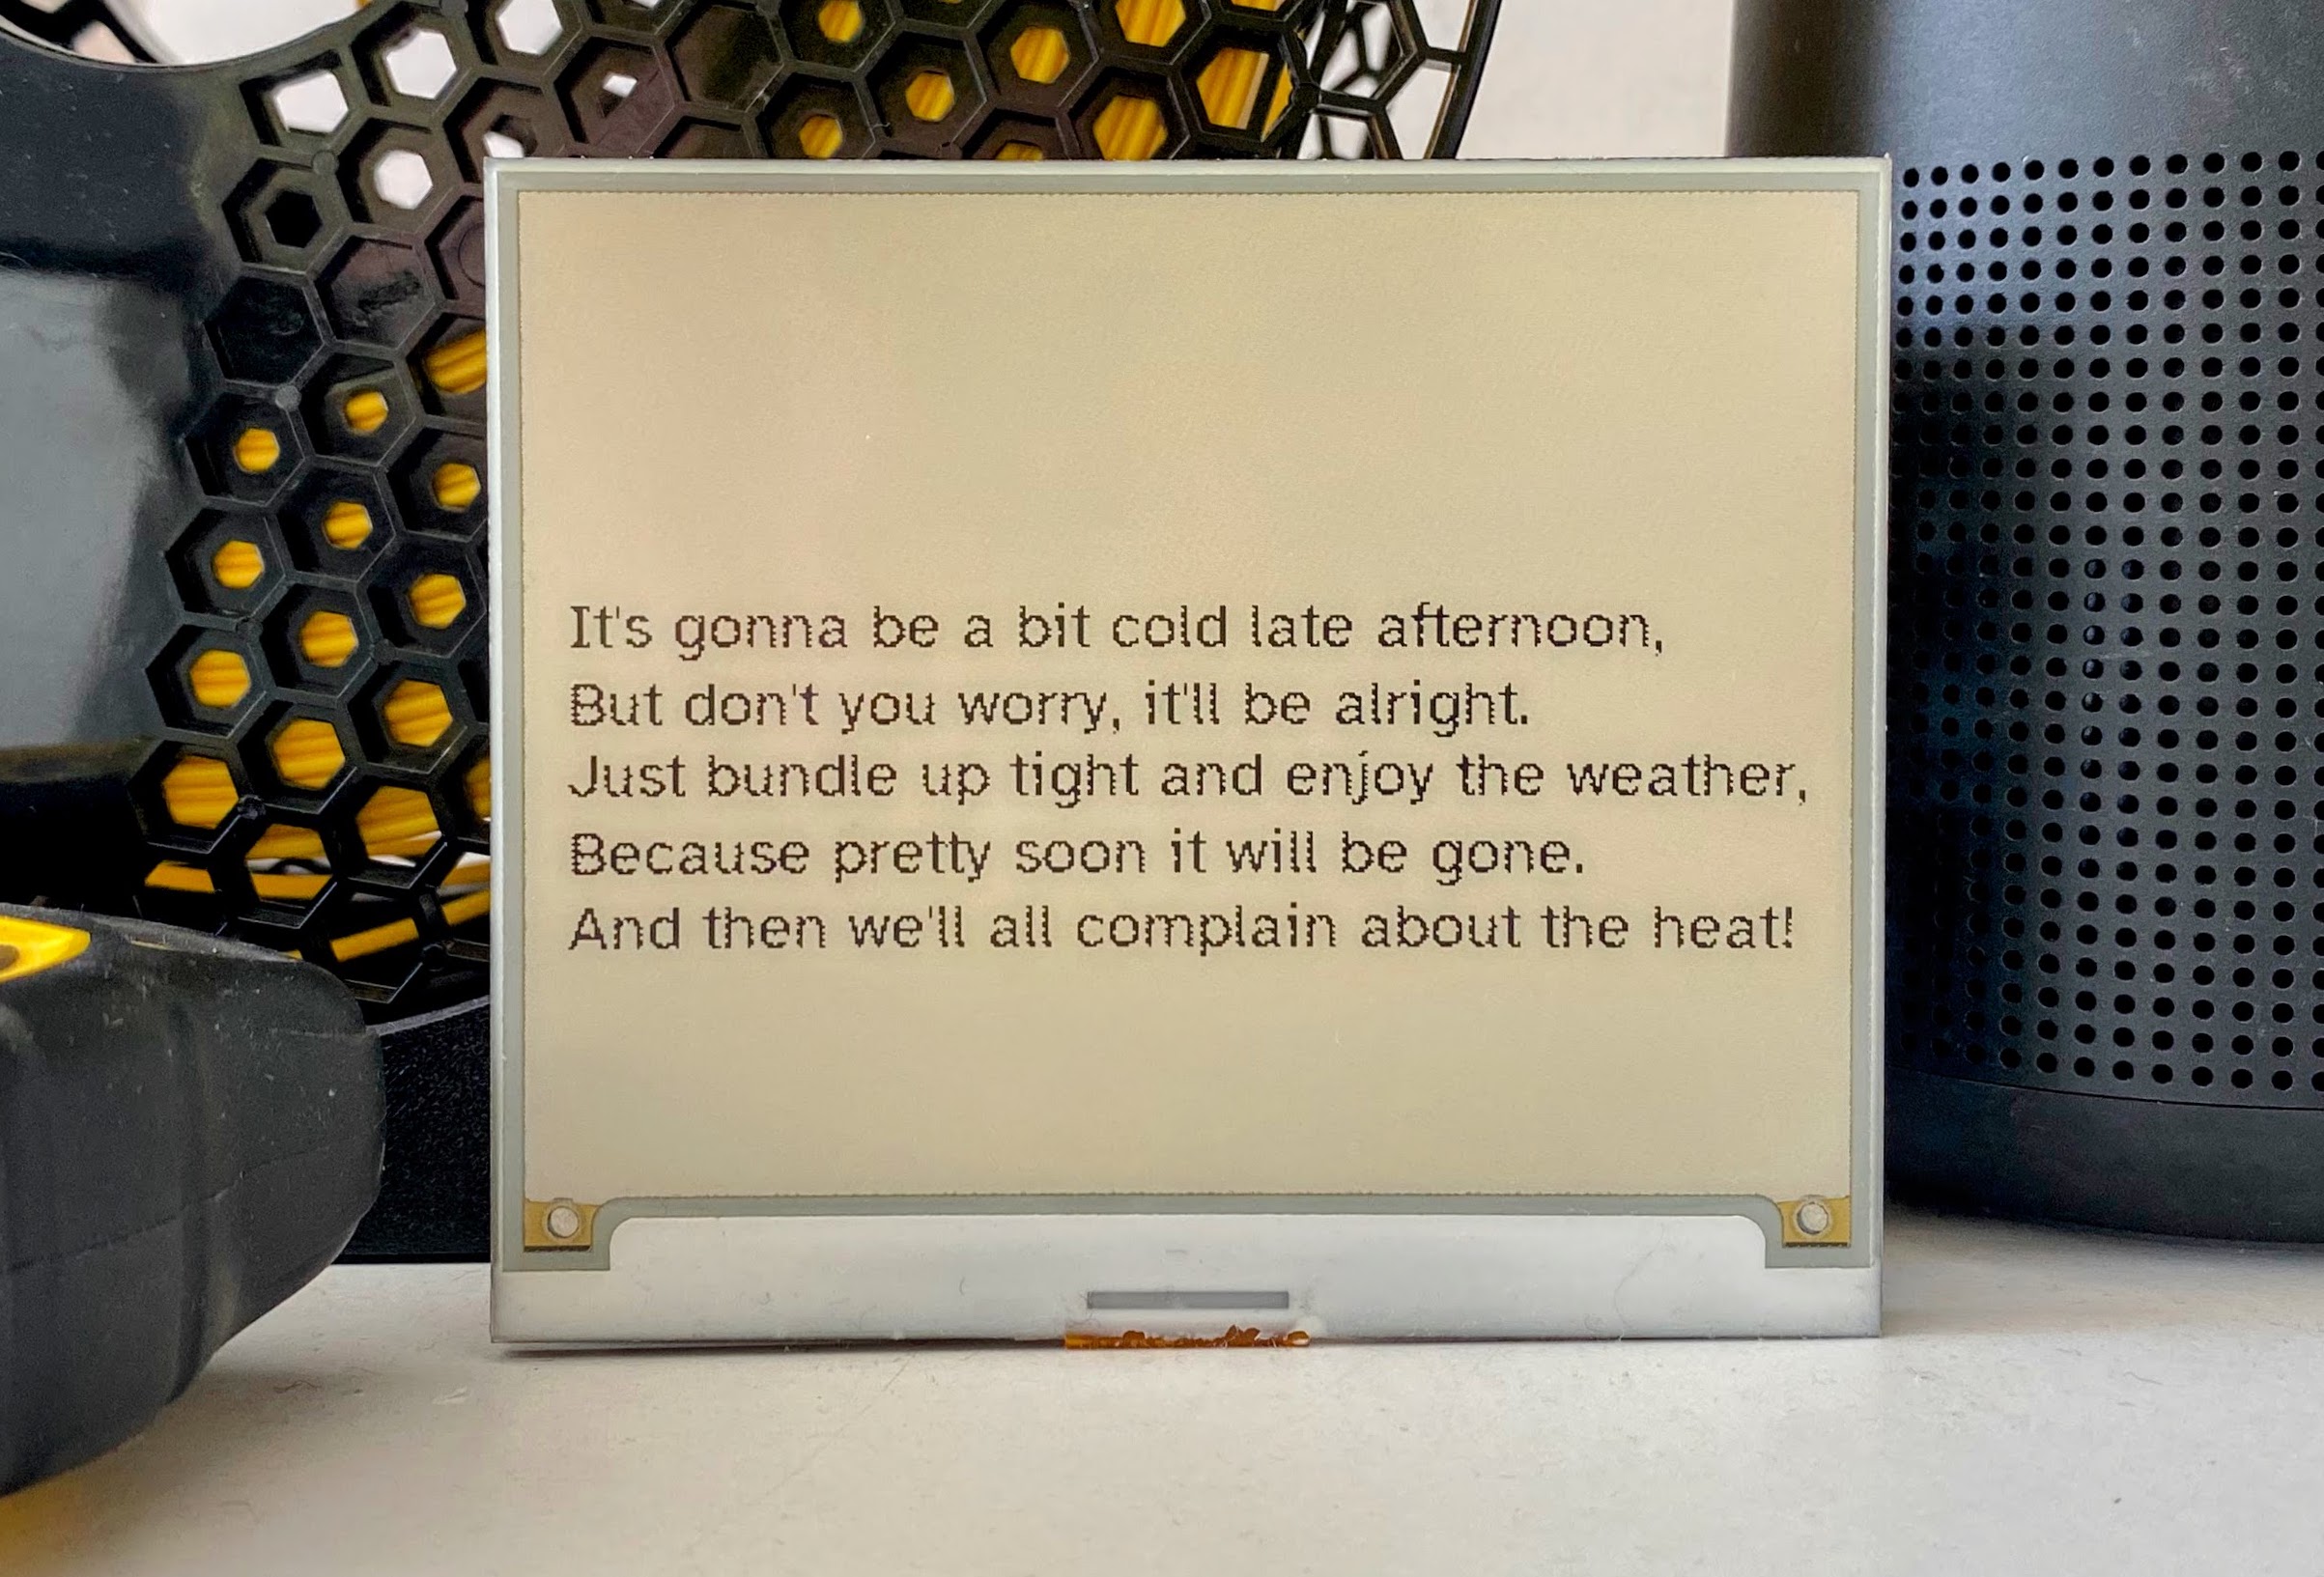 It's gonna be a bit cold late afternoon,
But don't you worry, it'll be alright.
Just bundle up tight and enjoy the weather,
Because pretty soon it will be gone.
And then we'll all complain about the heat!